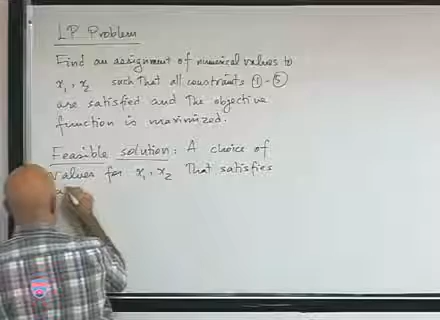 LP Problem
Find an assignment of numerical values to
x₁, x₂ such that all constraints ① - ⑤
are satisfied and the objective
function is maximized.
Feasible solution: A choice of
values for x₁, x₂ that satisfies